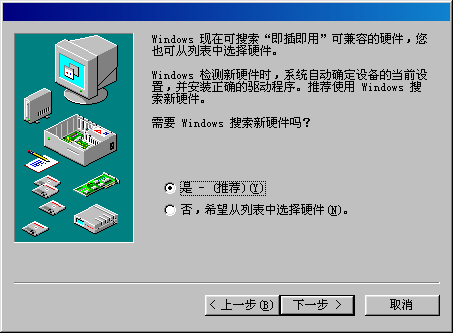 Windows 现在可搜索“即插即用”可兼容的硬件，您
也可从列表中选择硬件。
Windows 检测新硬件时，系统自动确定设备的当前设
置，并安装正确的驱动程序。推荐使用 Windows 搜
索新硬件。
需要 Windows 搜索新硬件吗？
是 - (推荐)(Y)
否，希望从列表中选择硬件(N)。
< 上一步(B) 下一步 > 取消